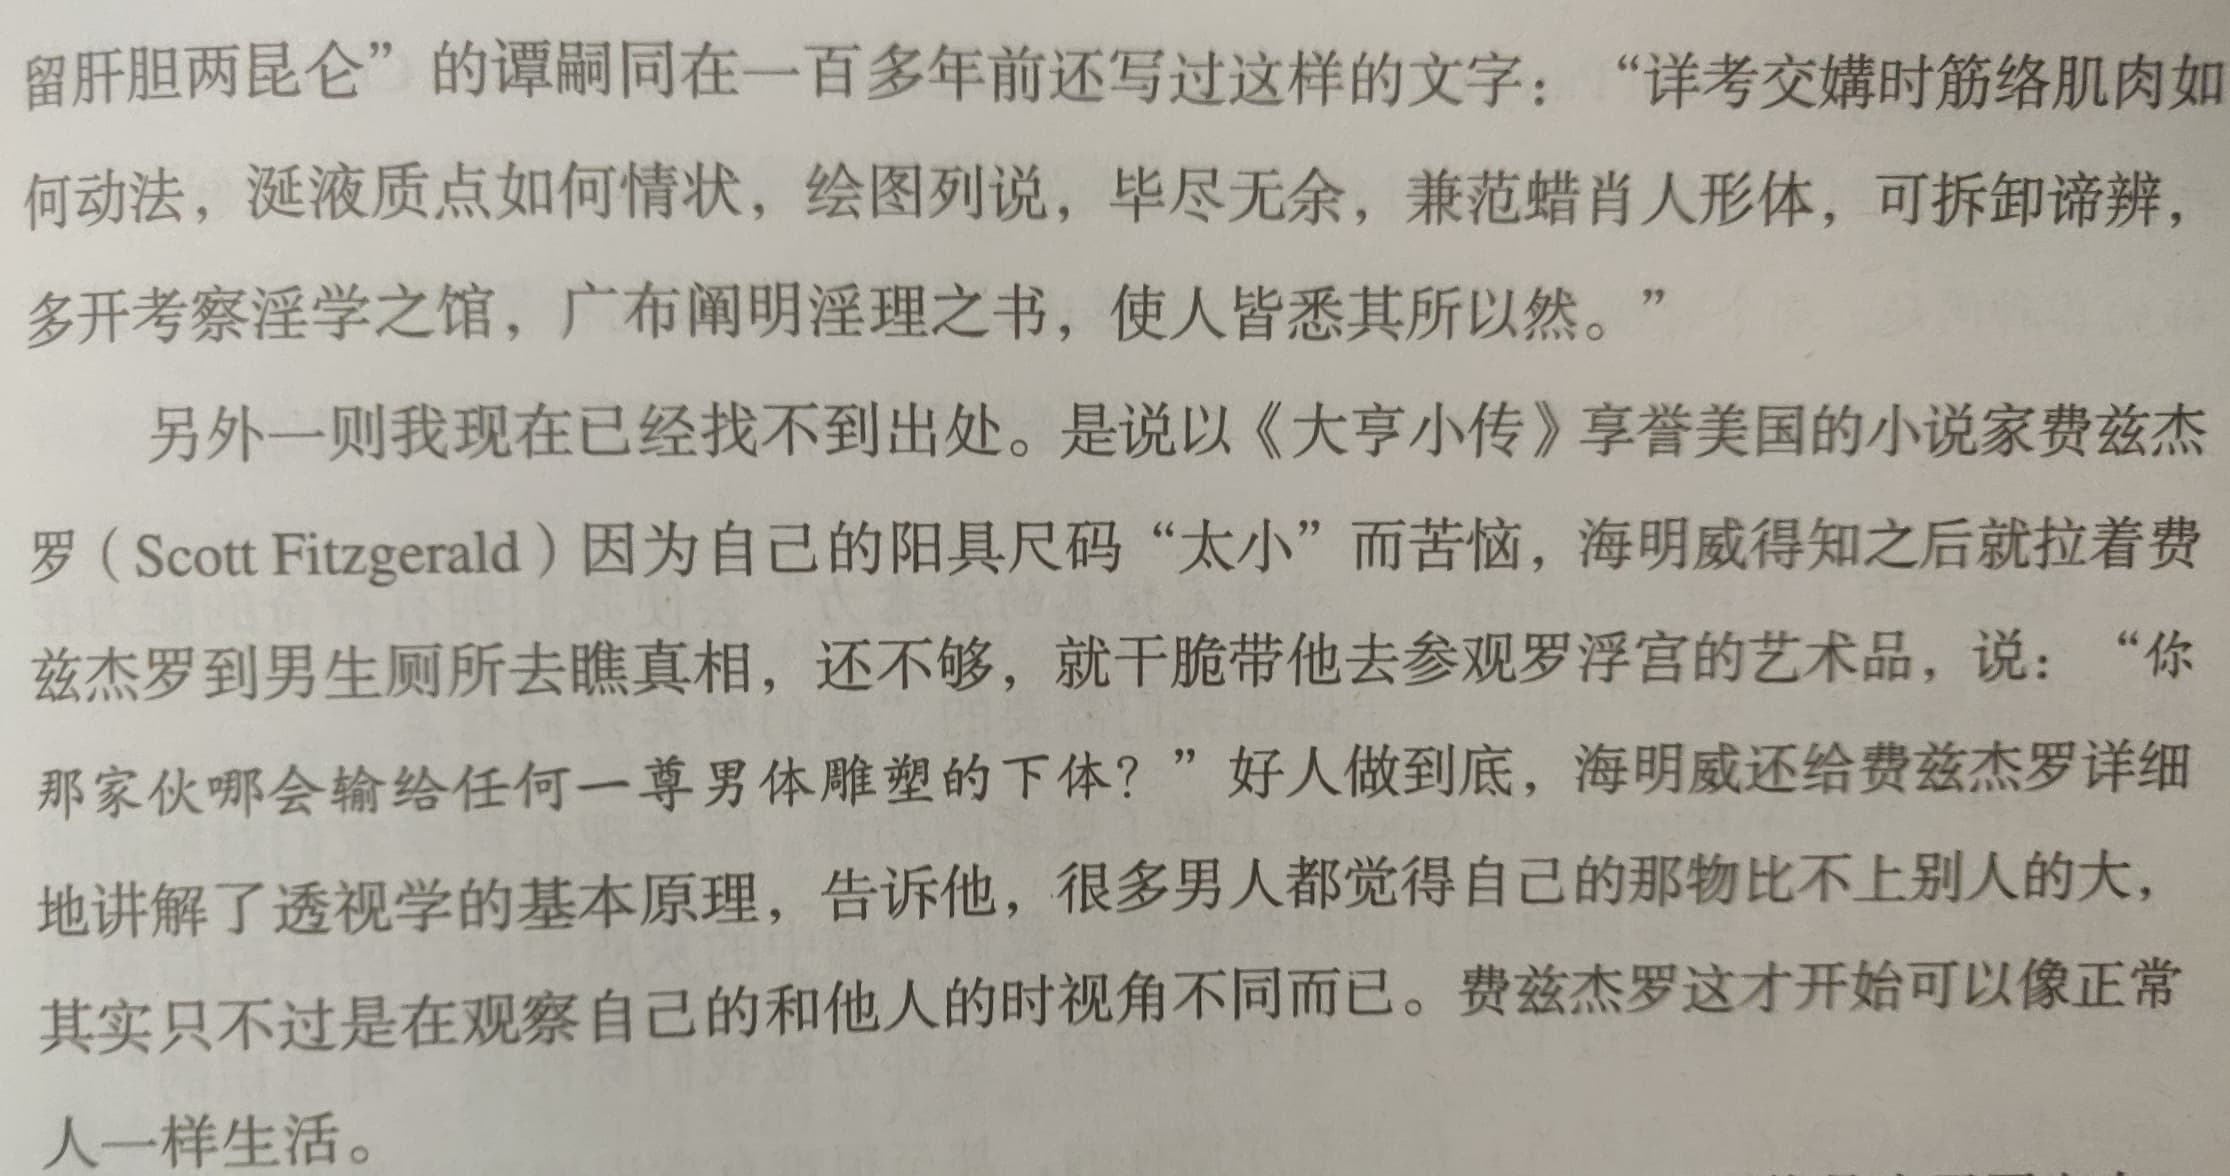 留肝胆两昆仑”的谭嗣同在一百多年前还写过这样的文字：“详考交媾时筋络肌肉如
何动法，涎液质点如何情状，绘图列说，毕尽无余，兼范蜡肖人形体，可拆卸谛辨，
多开考察淫学之馆，广布阐明淫理之书，使人皆悉其所以然。”
另外一则我现在已经找不到出处。是说以《大亨小传》享誉美国的小说家费兹杰
罗（Scott Fitzgerald）因为自己的阳具尺码“太小”而苦恼，海明威得知之后就拉着费
兹杰罗到男生厕所去瞧真相，还不够，就干脆带他去参观罗浮宫的艺术品，说：“你
那家伙哪会输给任何一尊男体雕塑的下体？”好人做到底，海明威还给费兹杰罗详细
地讲解了透视学的基本原理，告诉他，很多男人都觉得自己的那物比不上别人的大，
其实只不过是在观察自己的和他人的时视角不同而已。费兹杰罗这才开始可以像正常
人一样生活。